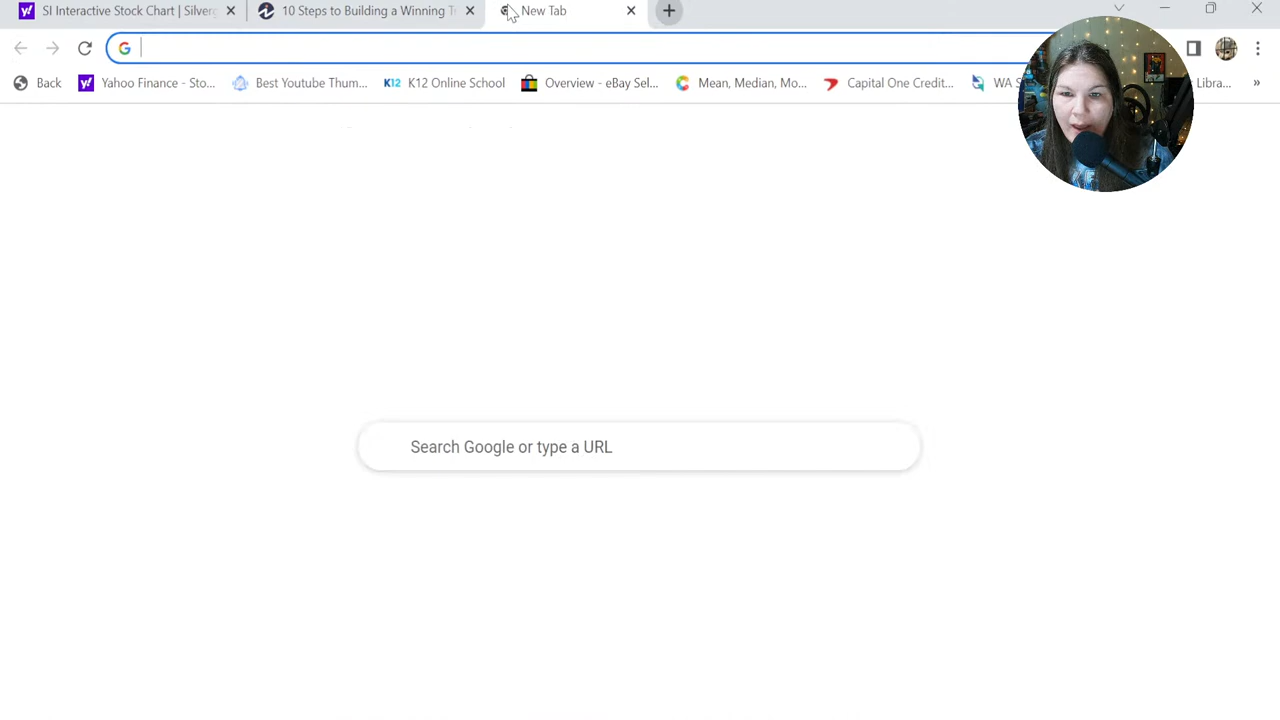 SI Interactive Stock Chart | Silverg
10 Steps to Building a Winning Tr
New Tab
Back
Yahoo Finance - Sto...
Best Youtube Thum...
K12 K12 Online School
Overview - eBay Sel...
Mean, Median, Mo...
Capital One Credit...
WA S
Libra...
Search Google or type a URL